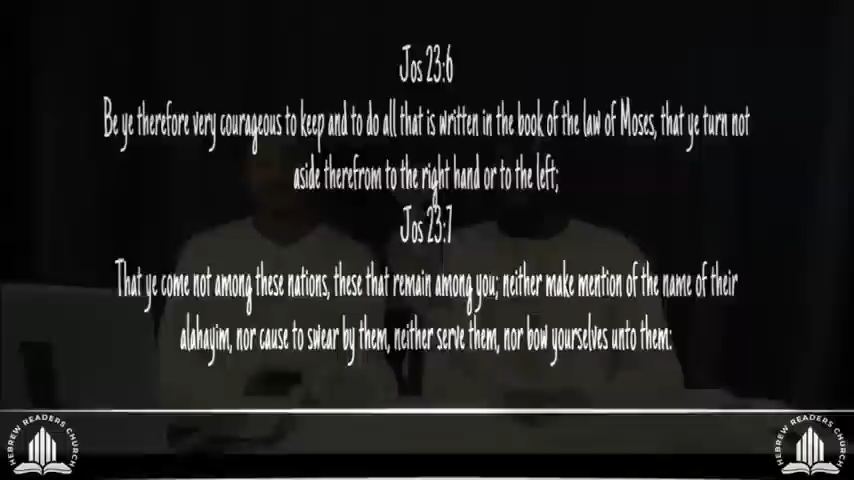 Jos 23:6
Be ye therefore very courageous to keep and to do all that is written in the book of the law of Moses, that ye turn not
aside therefrom to the right hand or to the left;
Jos 23:7
That ye come not among these nations, these that remain among you; neither make mention of the name of their
alahayim, nor cause to swear by them, neither serve them, nor bow yourselves unto them:
HEBREW READERS CHURCH
HEBREW READERS CHURCH